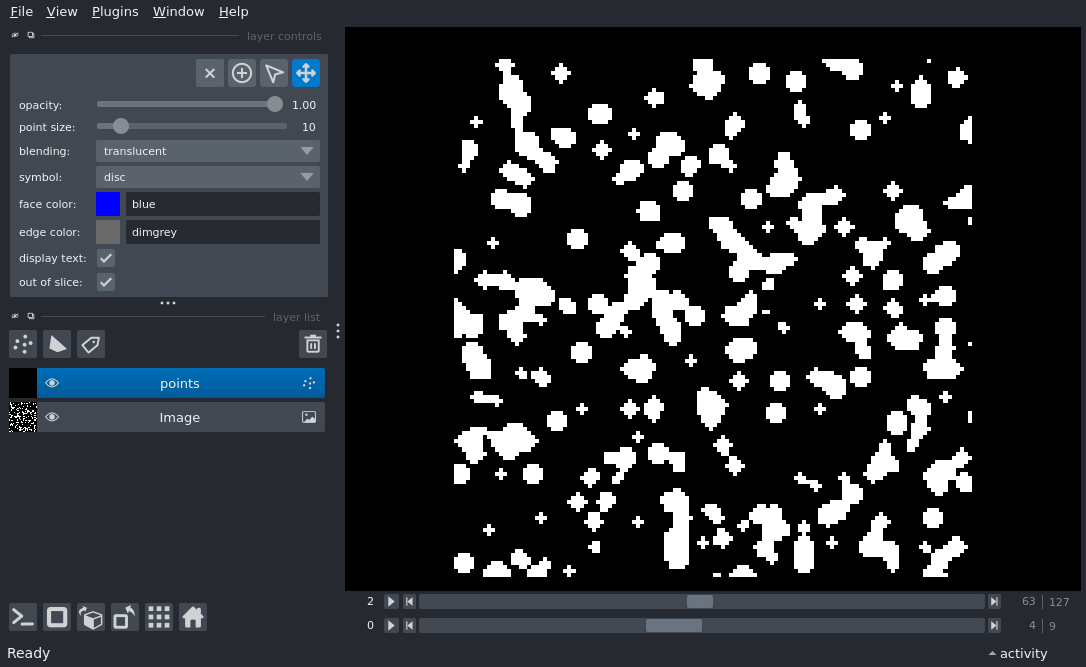 File View Plugins Window Help
layer controls
opacity: 1.00
point size: 10
blending: translucent
symbol: disc
face color: blue
edge color: dimgrey
display text:
out of slice:
layer list
points
Image
2 63 127
0 4 9
Ready activity